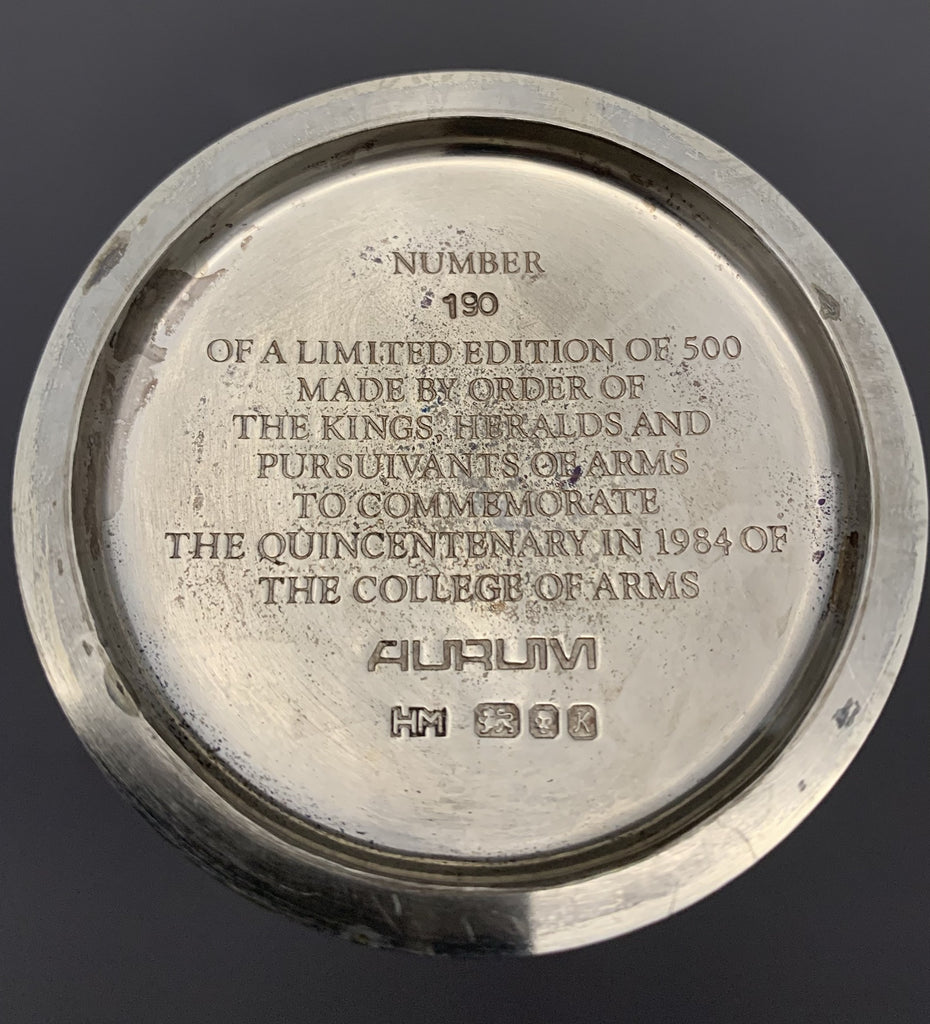 NUMBER
190
OF A LIMITED EDITION OF 500
MADE BY ORDER OF
THE KINGS, HERALDS AND
PURSUIVANTS OF ARMS
TO COMMEMORATE
THE QUINCENTENARY IN 1984 OF
THE COLLEGE OF ARMS
AURUM
HM K